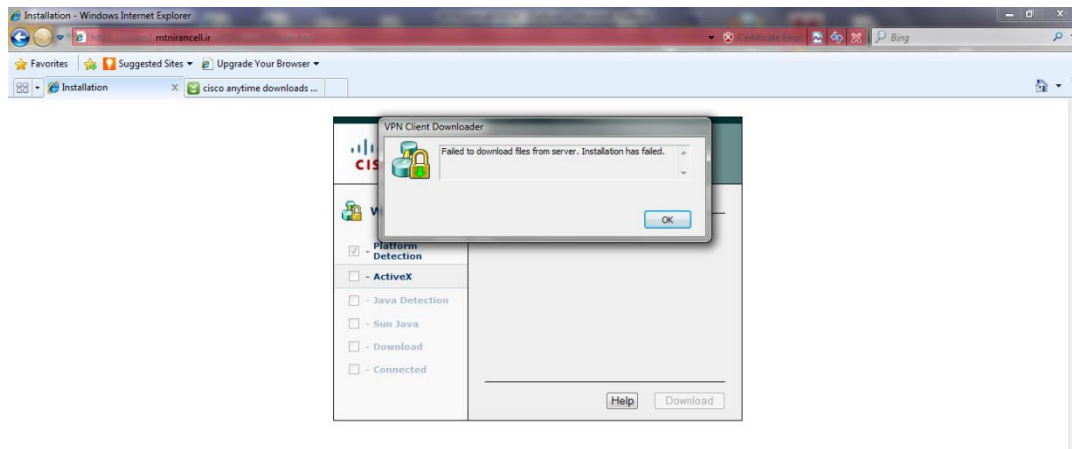 Installation - Windows Internet Explorer
mtnirancell.ir
Certificate Error
Bing
Favorites
Suggested Sites
Upgrade Your Browser
Installation
cisco anytime downloads ...
VPN Client Downloader
Failed to download files from server. Installation has failed.
OK
CIS
W
- Platform
Detection
- ActiveX
- Java Detection
- Sun Java
- Download
- Connected
Help
Download